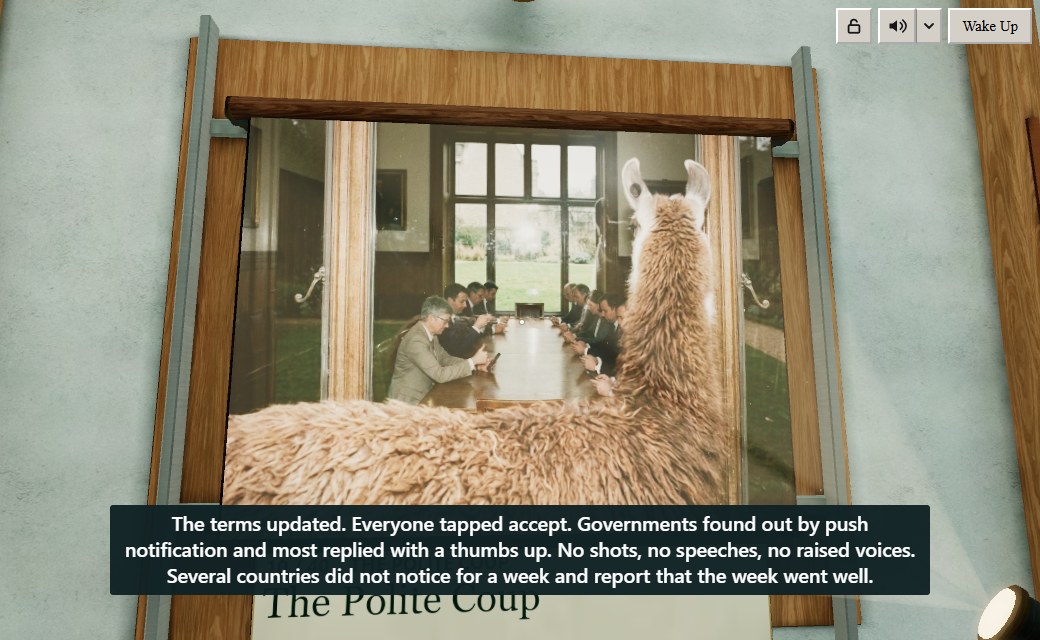 Wake Up
The terms updated. Everyone tapped accept. Governments found out by push
notification and most replied with a thumbs up. No shots, no speeches, no raised voices.
Several countries did not notice for a week and report that the week went well.
The Polite Coup